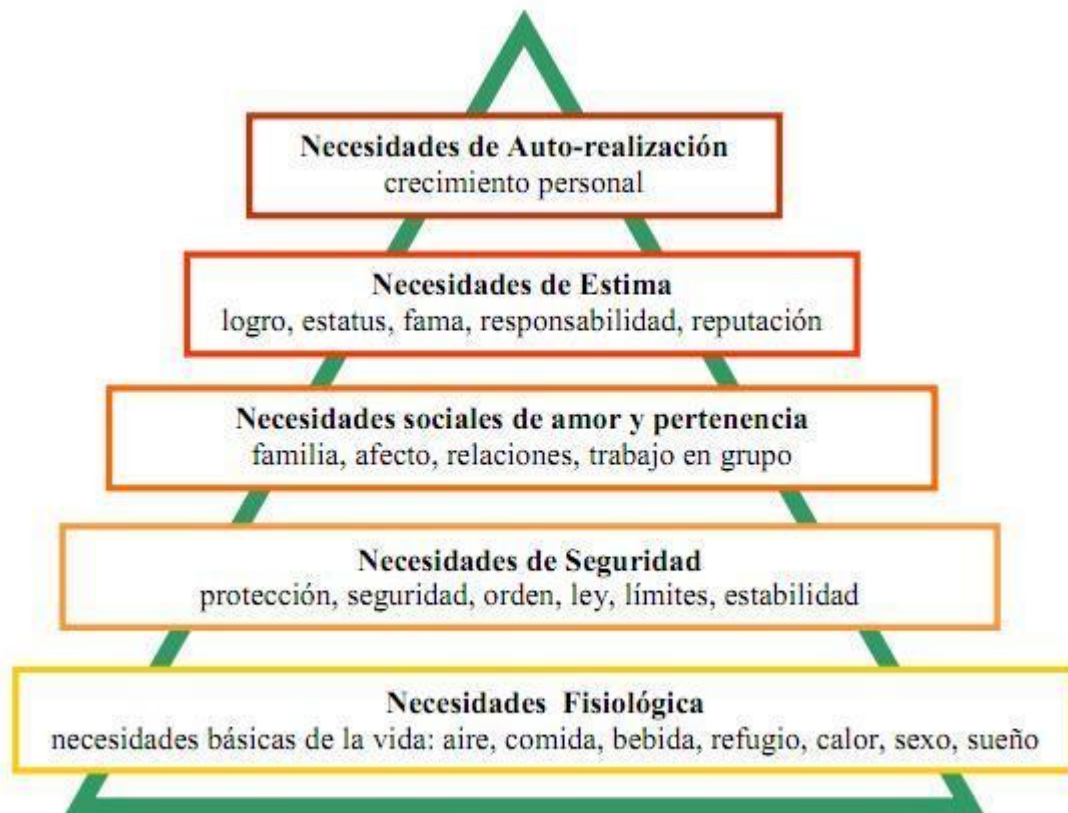 Necesidades de Auto-realización
crecimiento personal
Necesidades de Estima
logro, estatus, fama, responsabilidad, reputación
Necesidades sociales de amor y pertenencia
familia, afecto, relaciones, trabajo en grupo
Necesidades de Seguridad
protección, seguridad, orden, ley, límites, estabilidad
Necesidades Fisiológica
necesidades básicas de la vida: aire, comida, bebida, refugio, calor, sexo, sueño